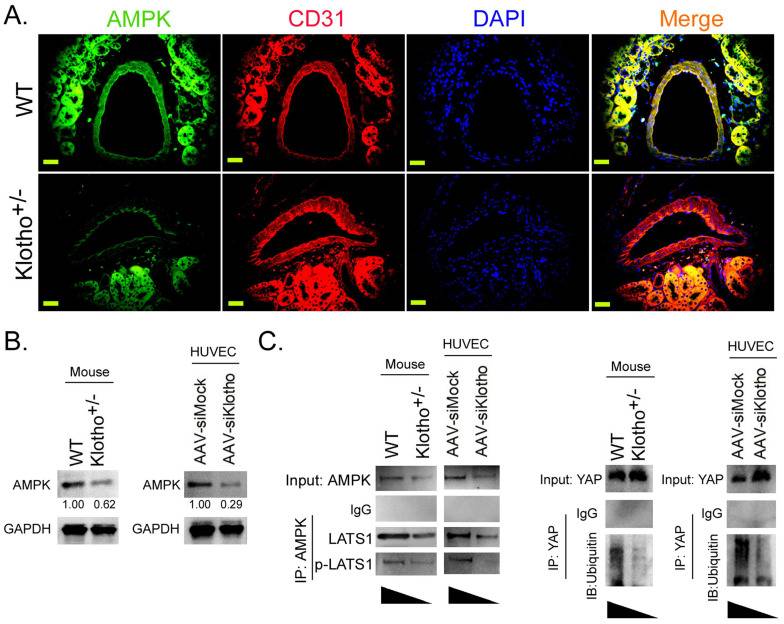 A.
AMPK CD31 DAPI Merge
WT
Klotho+/-
B.
Mouse
HUVEC
WT
Klotho+/-
AAV-siMock
AAV-siKlotho
AMPK
1.00 0.62
GAPDH
AMPK
1.00 0.29
GAPDH
C.
Mouse
HUVEC
WT
Klotho+/-
AAV-siMock
AAV-siKlotho
Input: AMPK
IgG
IP: AMPK
LATS1
p-LATS1
Mouse
WT
Klotho+/-
Input: YAP
IgG
IP: YAP
IB:Ubiquitin
HUVEC
AAV-siMock
AAV-siKlotho
Input: YAP
IgG
IP: YAP
IB:Ubiquitin